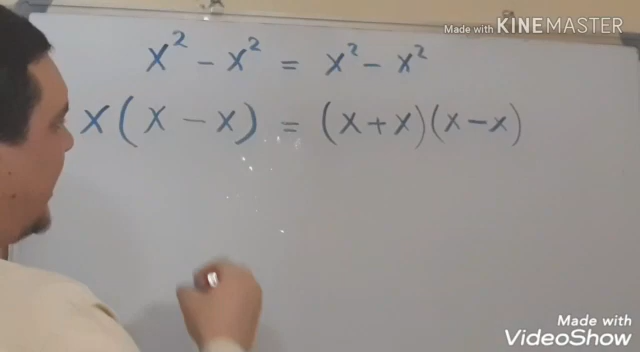 Made with KINEMASTER
x² - x² = x² - x²
x(x - x) = (x + x)(x - x)
Made with
VideoShow